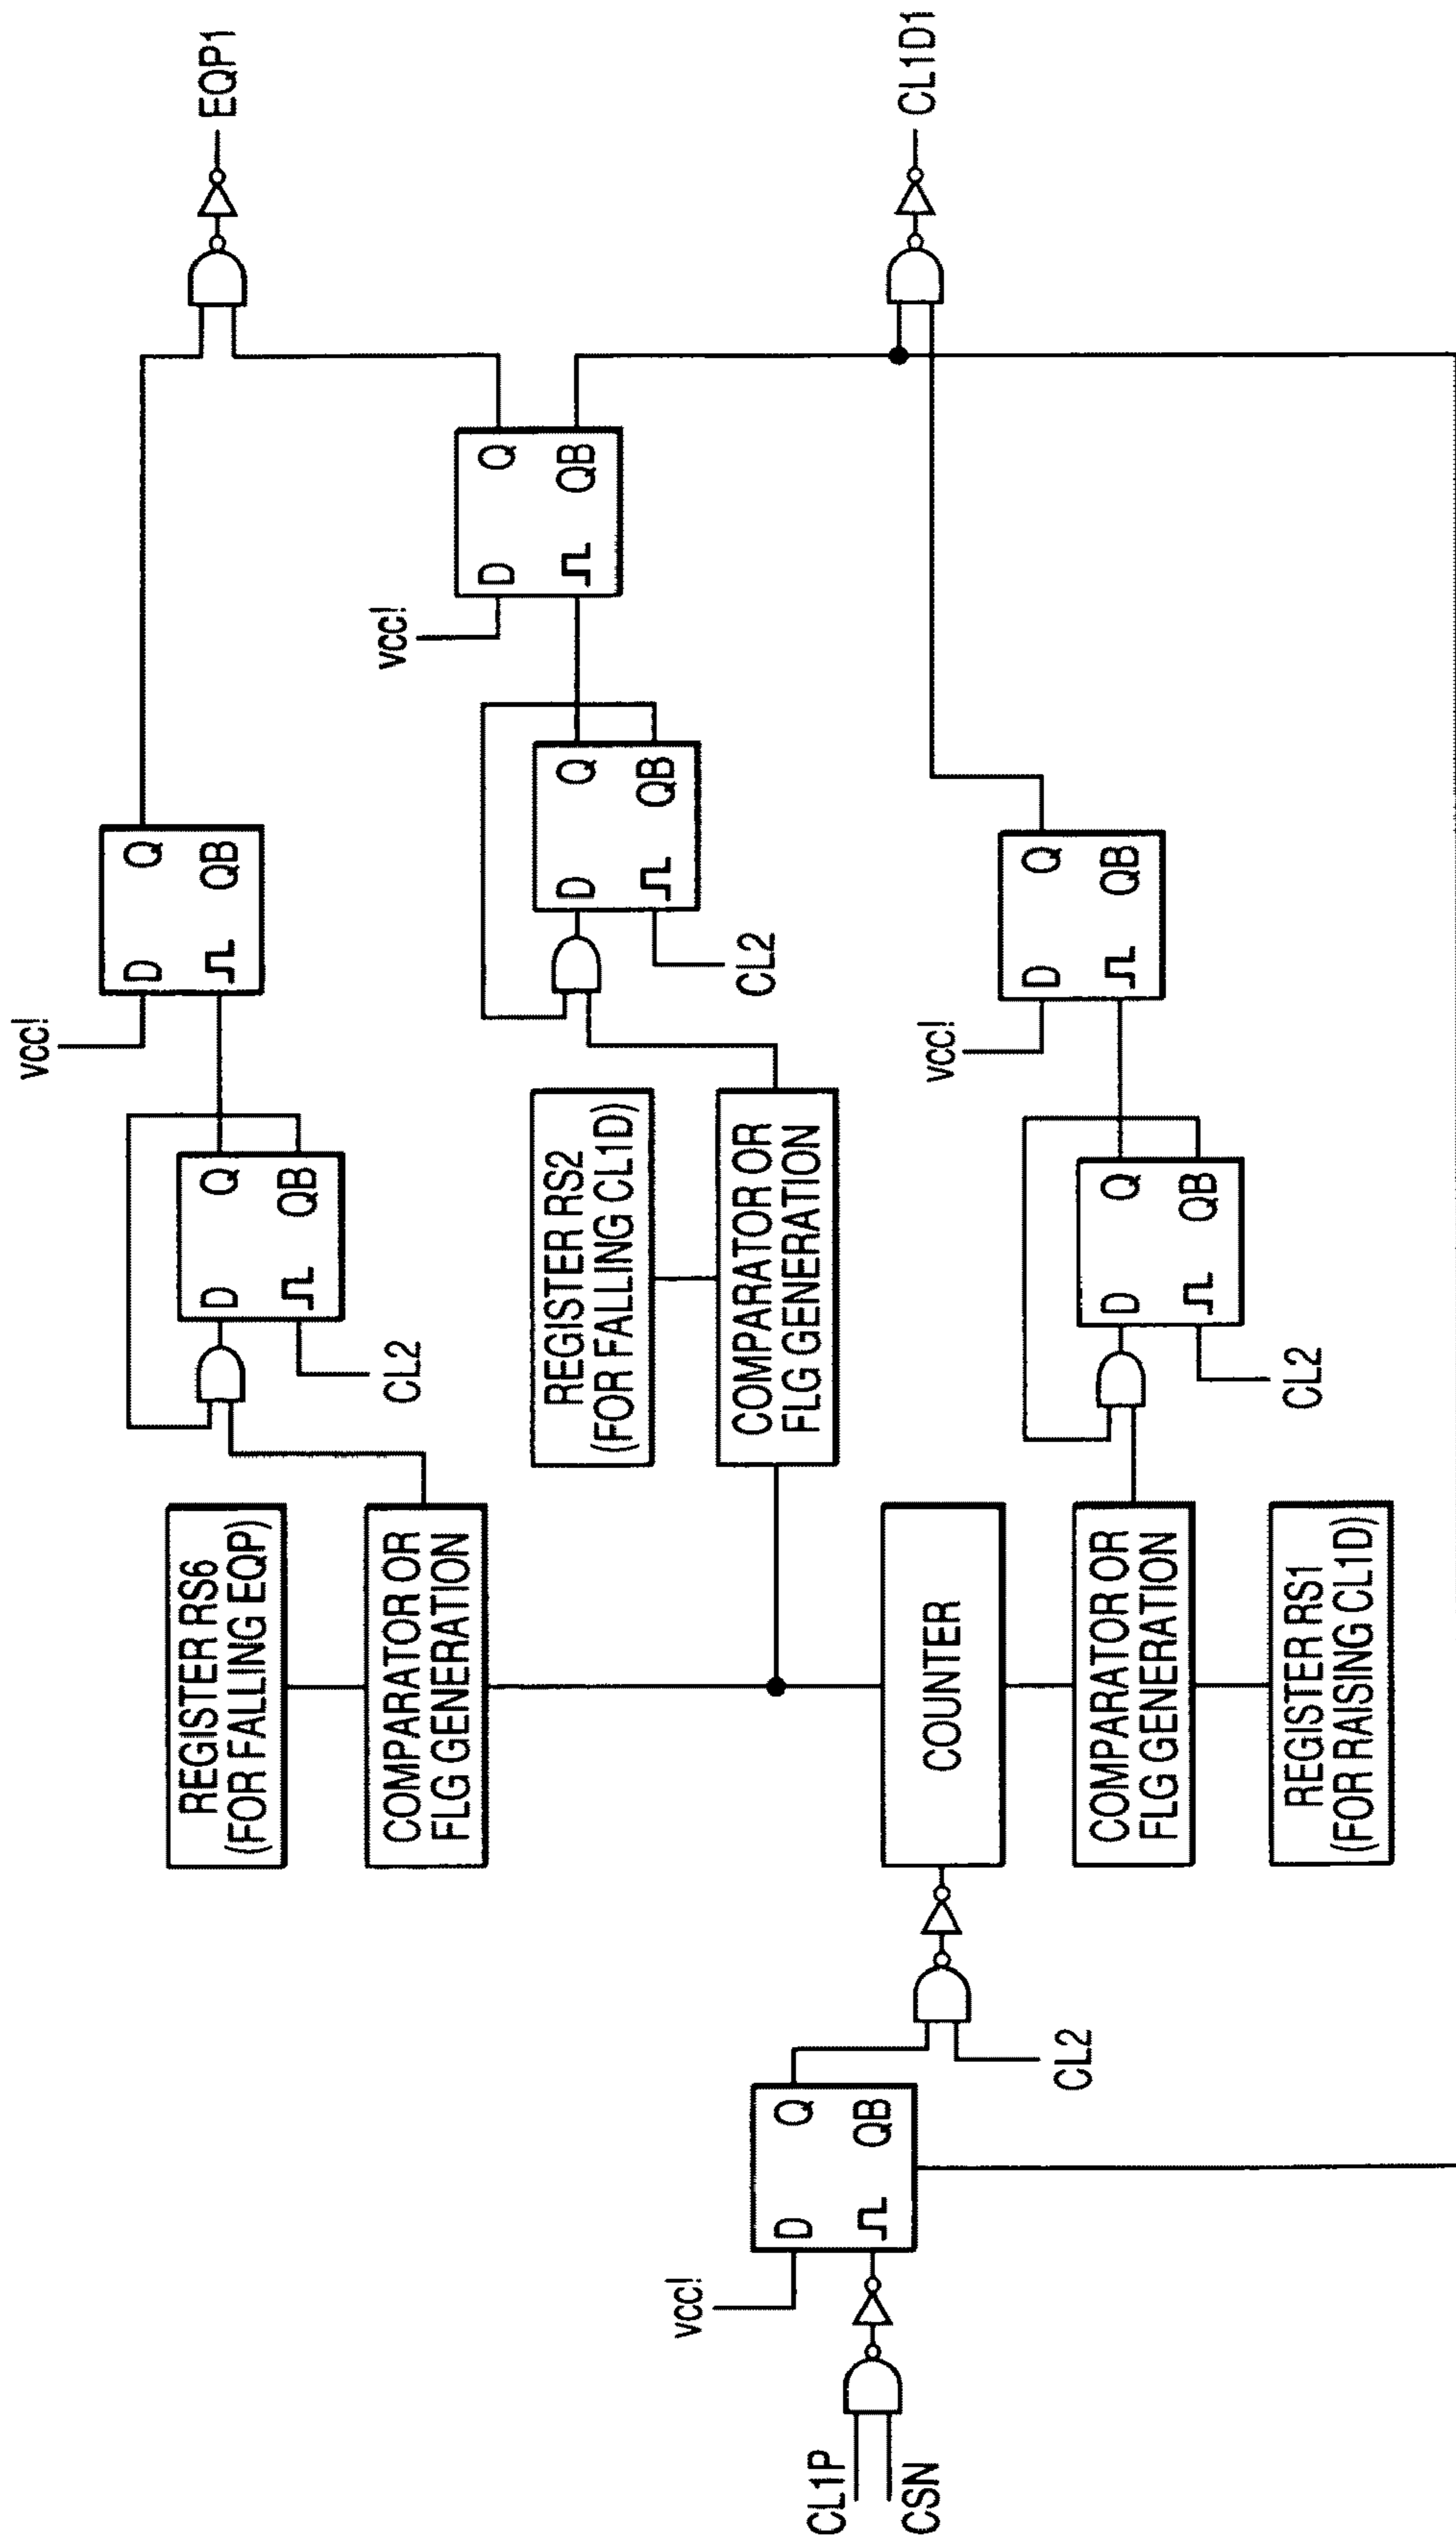 CL1P
CSN
vcc!
D
Q
QB
CL2
COUNTER
REGISTER RS6
(FOR FALLING EQP)
COMPARATOR OR
FLG GENERATION
CL2
D
Q
QB
vcc!
D
Q
QB
EQP1
REGISTER RS2
(FOR FALLING CL1D)
COMPARATOR OR
FLG GENERATION
CL2
D
Q
QB
vcc!
D
Q
QB
COMPARATOR OR
FLG GENERATION
REGISTER RS1
(FOR RAISING CL1D)
CL2
D
Q
QB
vcc!
D
Q
QB
CL1D1